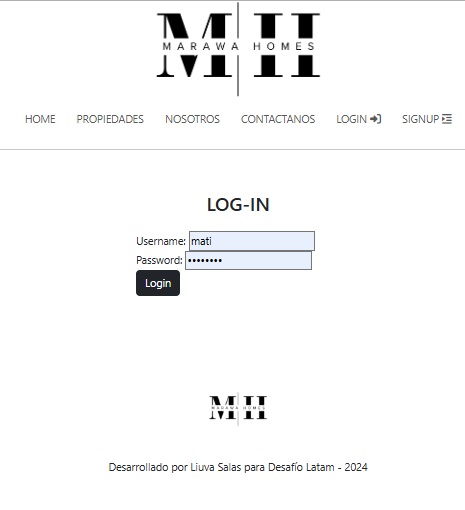 MH
MARAWA HOMES
HOME PROPIEDADES NOSOTROS CONTACTANOS LOGIN SIGNUP
LOG-IN
Username: mati
Password: ••••••••
Login
MH
MARAWA HOMES
Desarrollado por Liuva Salas para Desafío Latam - 2024